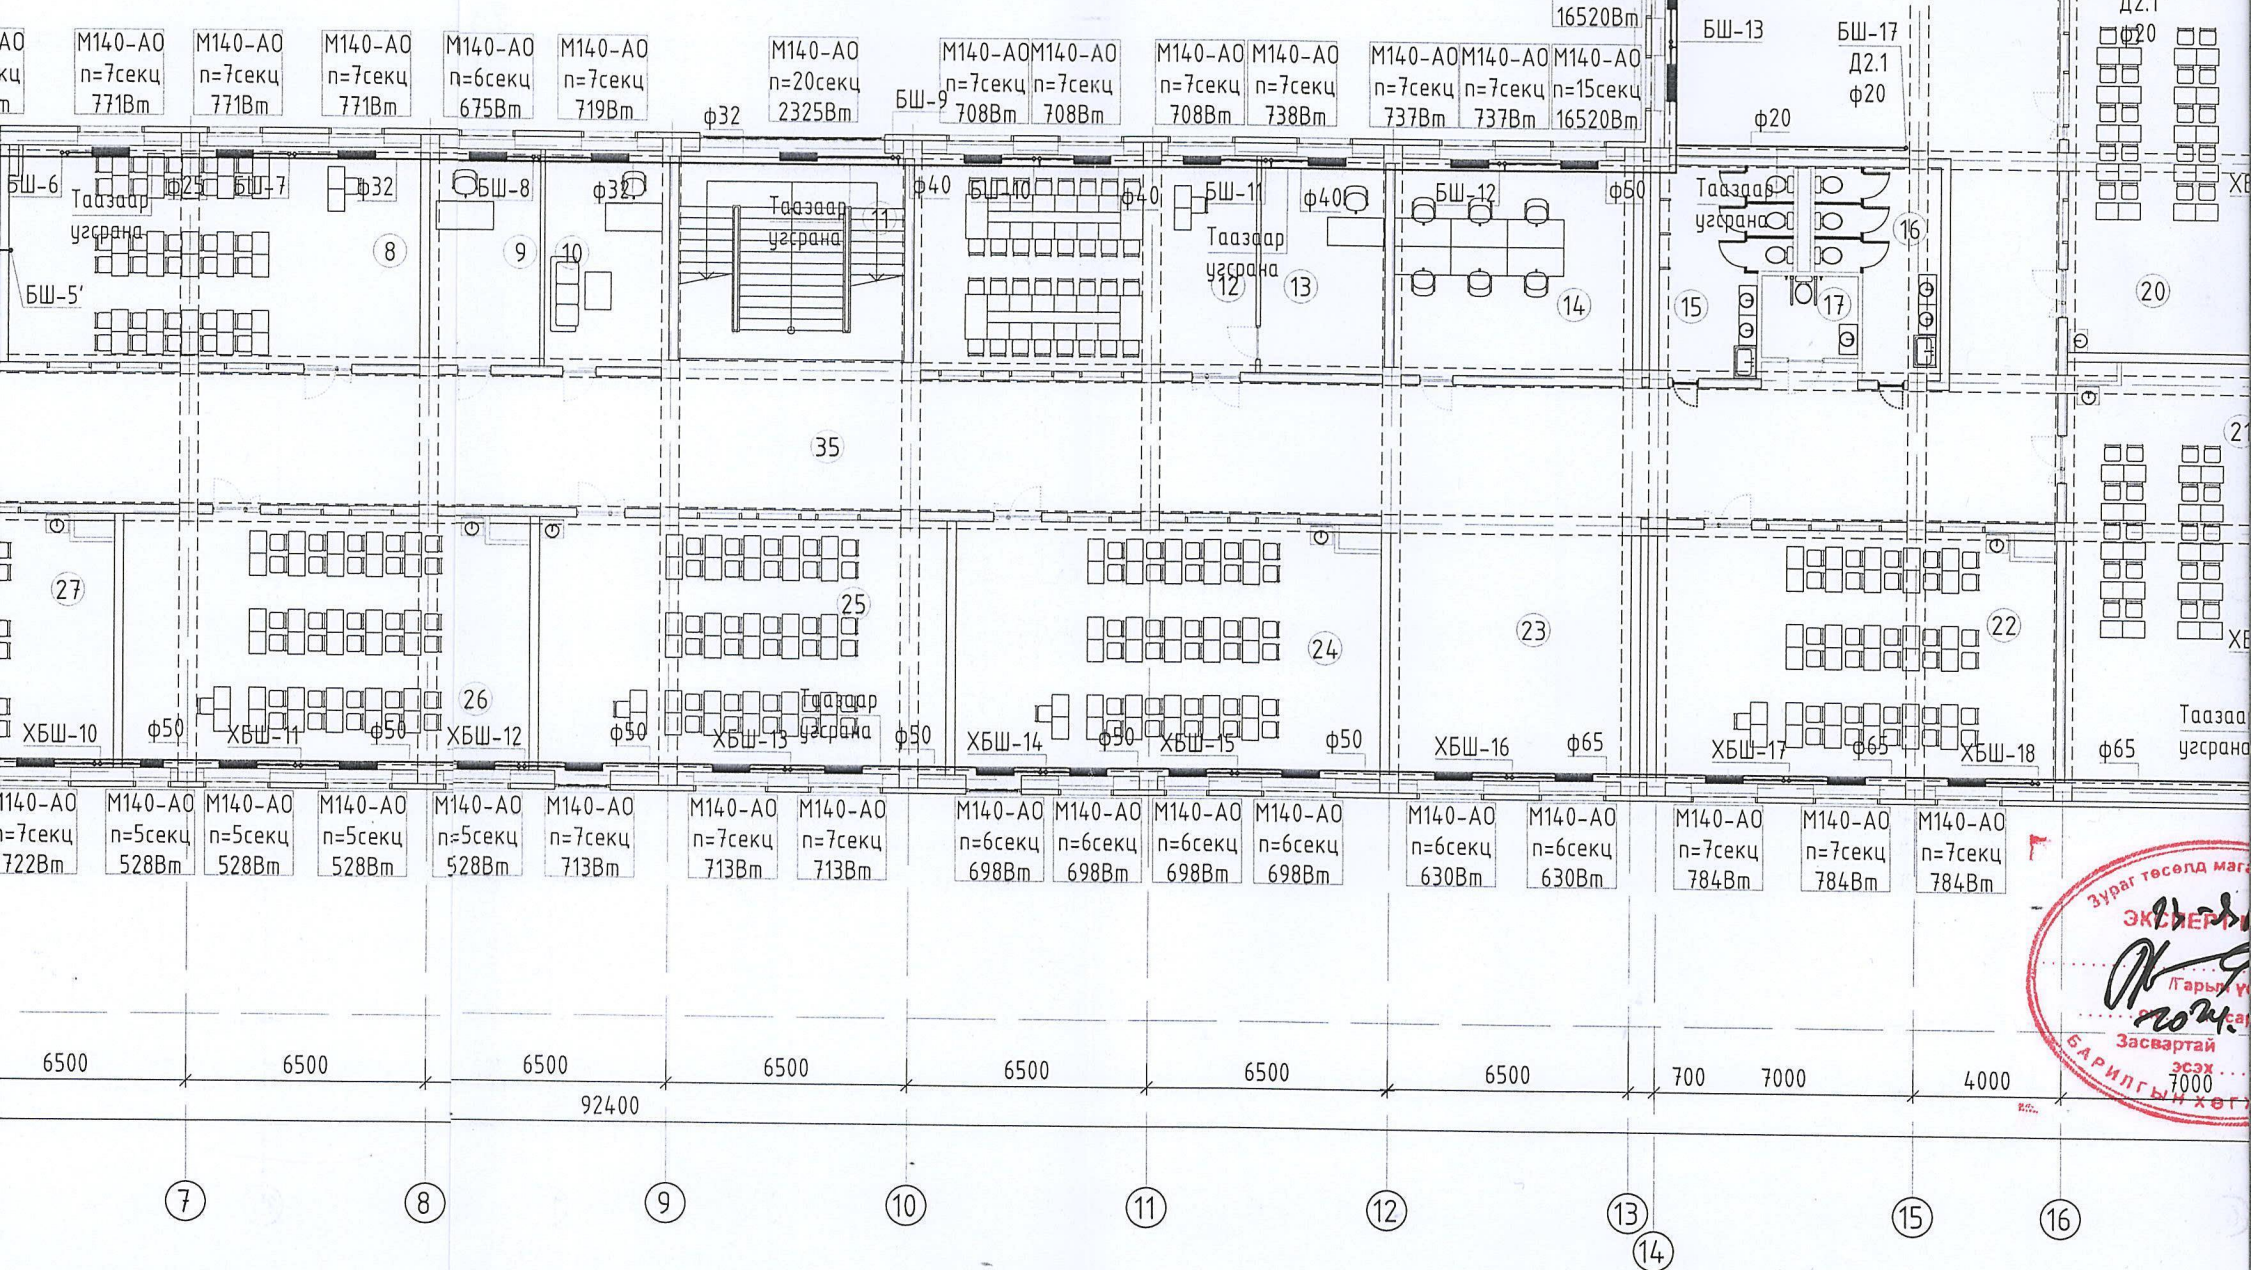 М140-АО
n=7секц
771Вт
М140-АО
n=7секц
771Вт
М140-АО
n=7секц
771Вт
М140-АО
n=6секц
675Вт
М140-АО
n=7секц
719Вт
М140-АО
n=20секц
2325Вт
М140-АО
n=7секц
708Вт
М140-АО
n=7секц
708Вт
М140-АО
n=7секц
708Вт
М140-АО
n=7секц
738Вт
М140-АО
n=7секц
737Вт
М140-АО
n=7секц
737Вт
16520Вт
М140-АО
n=15секц
16520Вт
БШ-13
БШ-17
Д2.1
ф20
ф20
Д2.1
ф20
ф32
БШ-9
БШ-6
ф25
БШ-7
ф32
БШ-8
ф32
ф40
БШ-10
ф40
БШ-11
ф40
БШ-12
ф50
Таазаар
угсрана
Таазаар
угсрана
Таазаар
угсрана
Таазаар
угсрана
БШ-5'
8
9
10
11
12
13
14
15
16
17
20
35
21
27
26
25
24
23
22
ХБШ-10
ф50
ХБШ-11
ф50
ХБШ-12
ф50
ХБШ-13
Таазаар
угсрана
ф50
ХБШ-14
ф50
ХБШ-15
ф50
ХБШ-16
ф65
ХБШ-17
ф65
ХБШ-18
ф65
М140-АО
n=7секц
722Вт
М140-АО
n=5секц
528Вт
М140-АО
n=5секц
528Вт
М140-АО
n=5секц
528Вт
М140-АО
n=5секц
528Вт
М140-АО
n=7секц
713Вт
М140-АО
n=7секц
713Вт
М140-АО
n=7секц
713Вт
М140-АО
n=6секц
698Вт
М140-АО
n=6секц
698Вт
М140-АО
n=6секц
698Вт
М140-АО
n=6секц
698Вт
М140-АО
n=6секц
630Вт
М140-АО
n=6секц
630Вт
М140-АО
n=7секц
784Вт
М140-АО
n=7секц
784Вт
М140-АО
n=7секц
784Вт
Зураг төсөлд
Засвартай
эсэх
6500 6500 6500 6500 6500 6500 6500 700 7000 4000 7000
92400
7 8 9 10 11 12 13 14 15 16